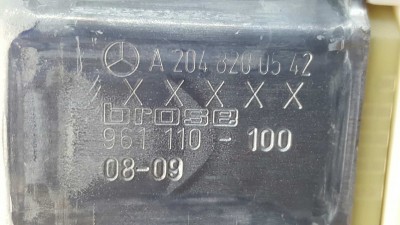 A 204 820 05 42
X X X X X
brose
961 110 - 100
08-09